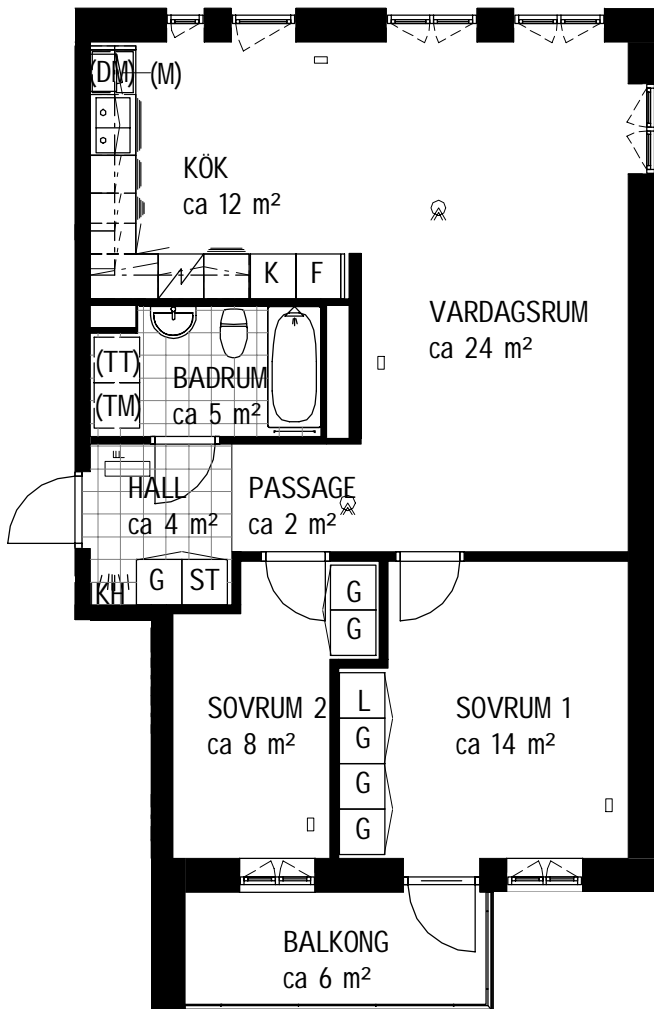 (DM) (M)
KÖK
ca 12 m²
K F
VARDAGSRUM
ca 24 m²
(TT)
(TM)
BADRUM
ca 5 m²
HALL
ca 4 m²
PASSAGE
ca 2 m²
KH
G ST
G
G
SOVRUM 2
ca 8 m²
L
G
G
G
SOVRUM 1
ca 14 m²
BALKONG
ca 6 m²